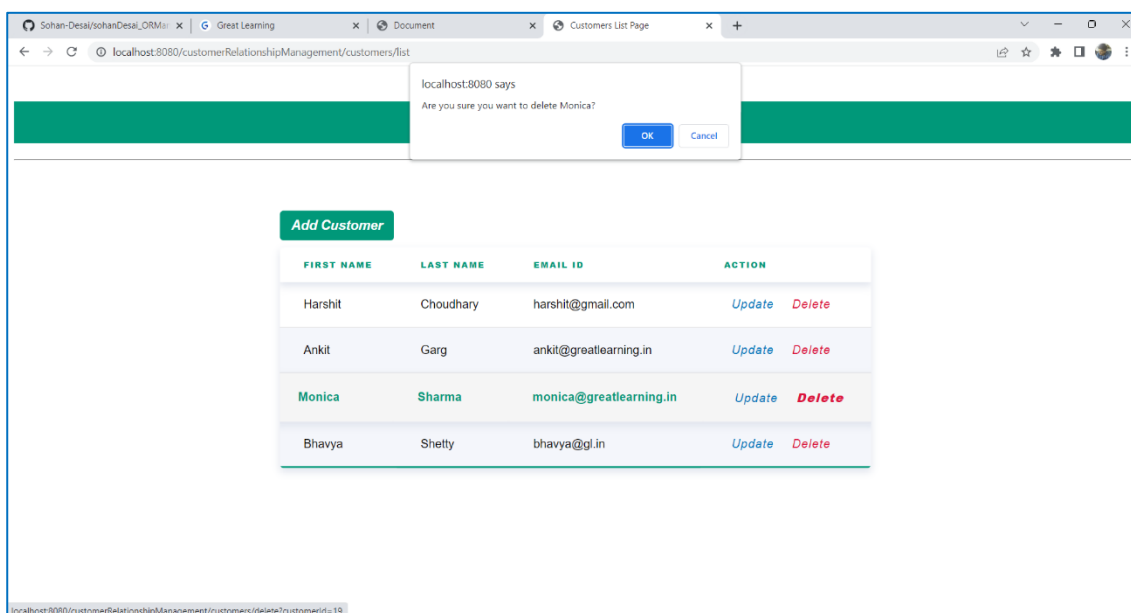 Sohan-Desai/sohanDesai_ORMa Great Learning Document Customers List Page
localhost:8080/customerRelationshipManagement/customers/list
localhost:8080 says
Are you sure you want to delete Monica?
OK Cancel
Add Customer
FIRST NAME LAST NAME EMAIL ID ACTION
Harshit Choudhary harshit@gmail.com Update Delete
Ankit Garg ankit@greatlearning.in Update Delete
Monica Sharma monica@greatlearning.in Update Delete
Bhavya Shetty bhavya@gl.in Update Delete
localhost:8080/customerRelationshipManagement/customers/delete?customerId=19